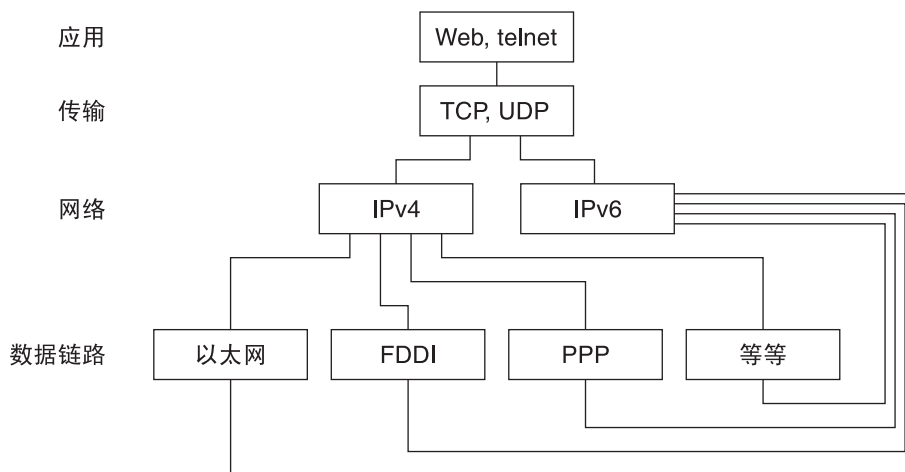 应用
Web, telnet
传输
TCP, UDP
网络
IPv4
IPv6
数据链路
以太网
FDDI
PPP
等等